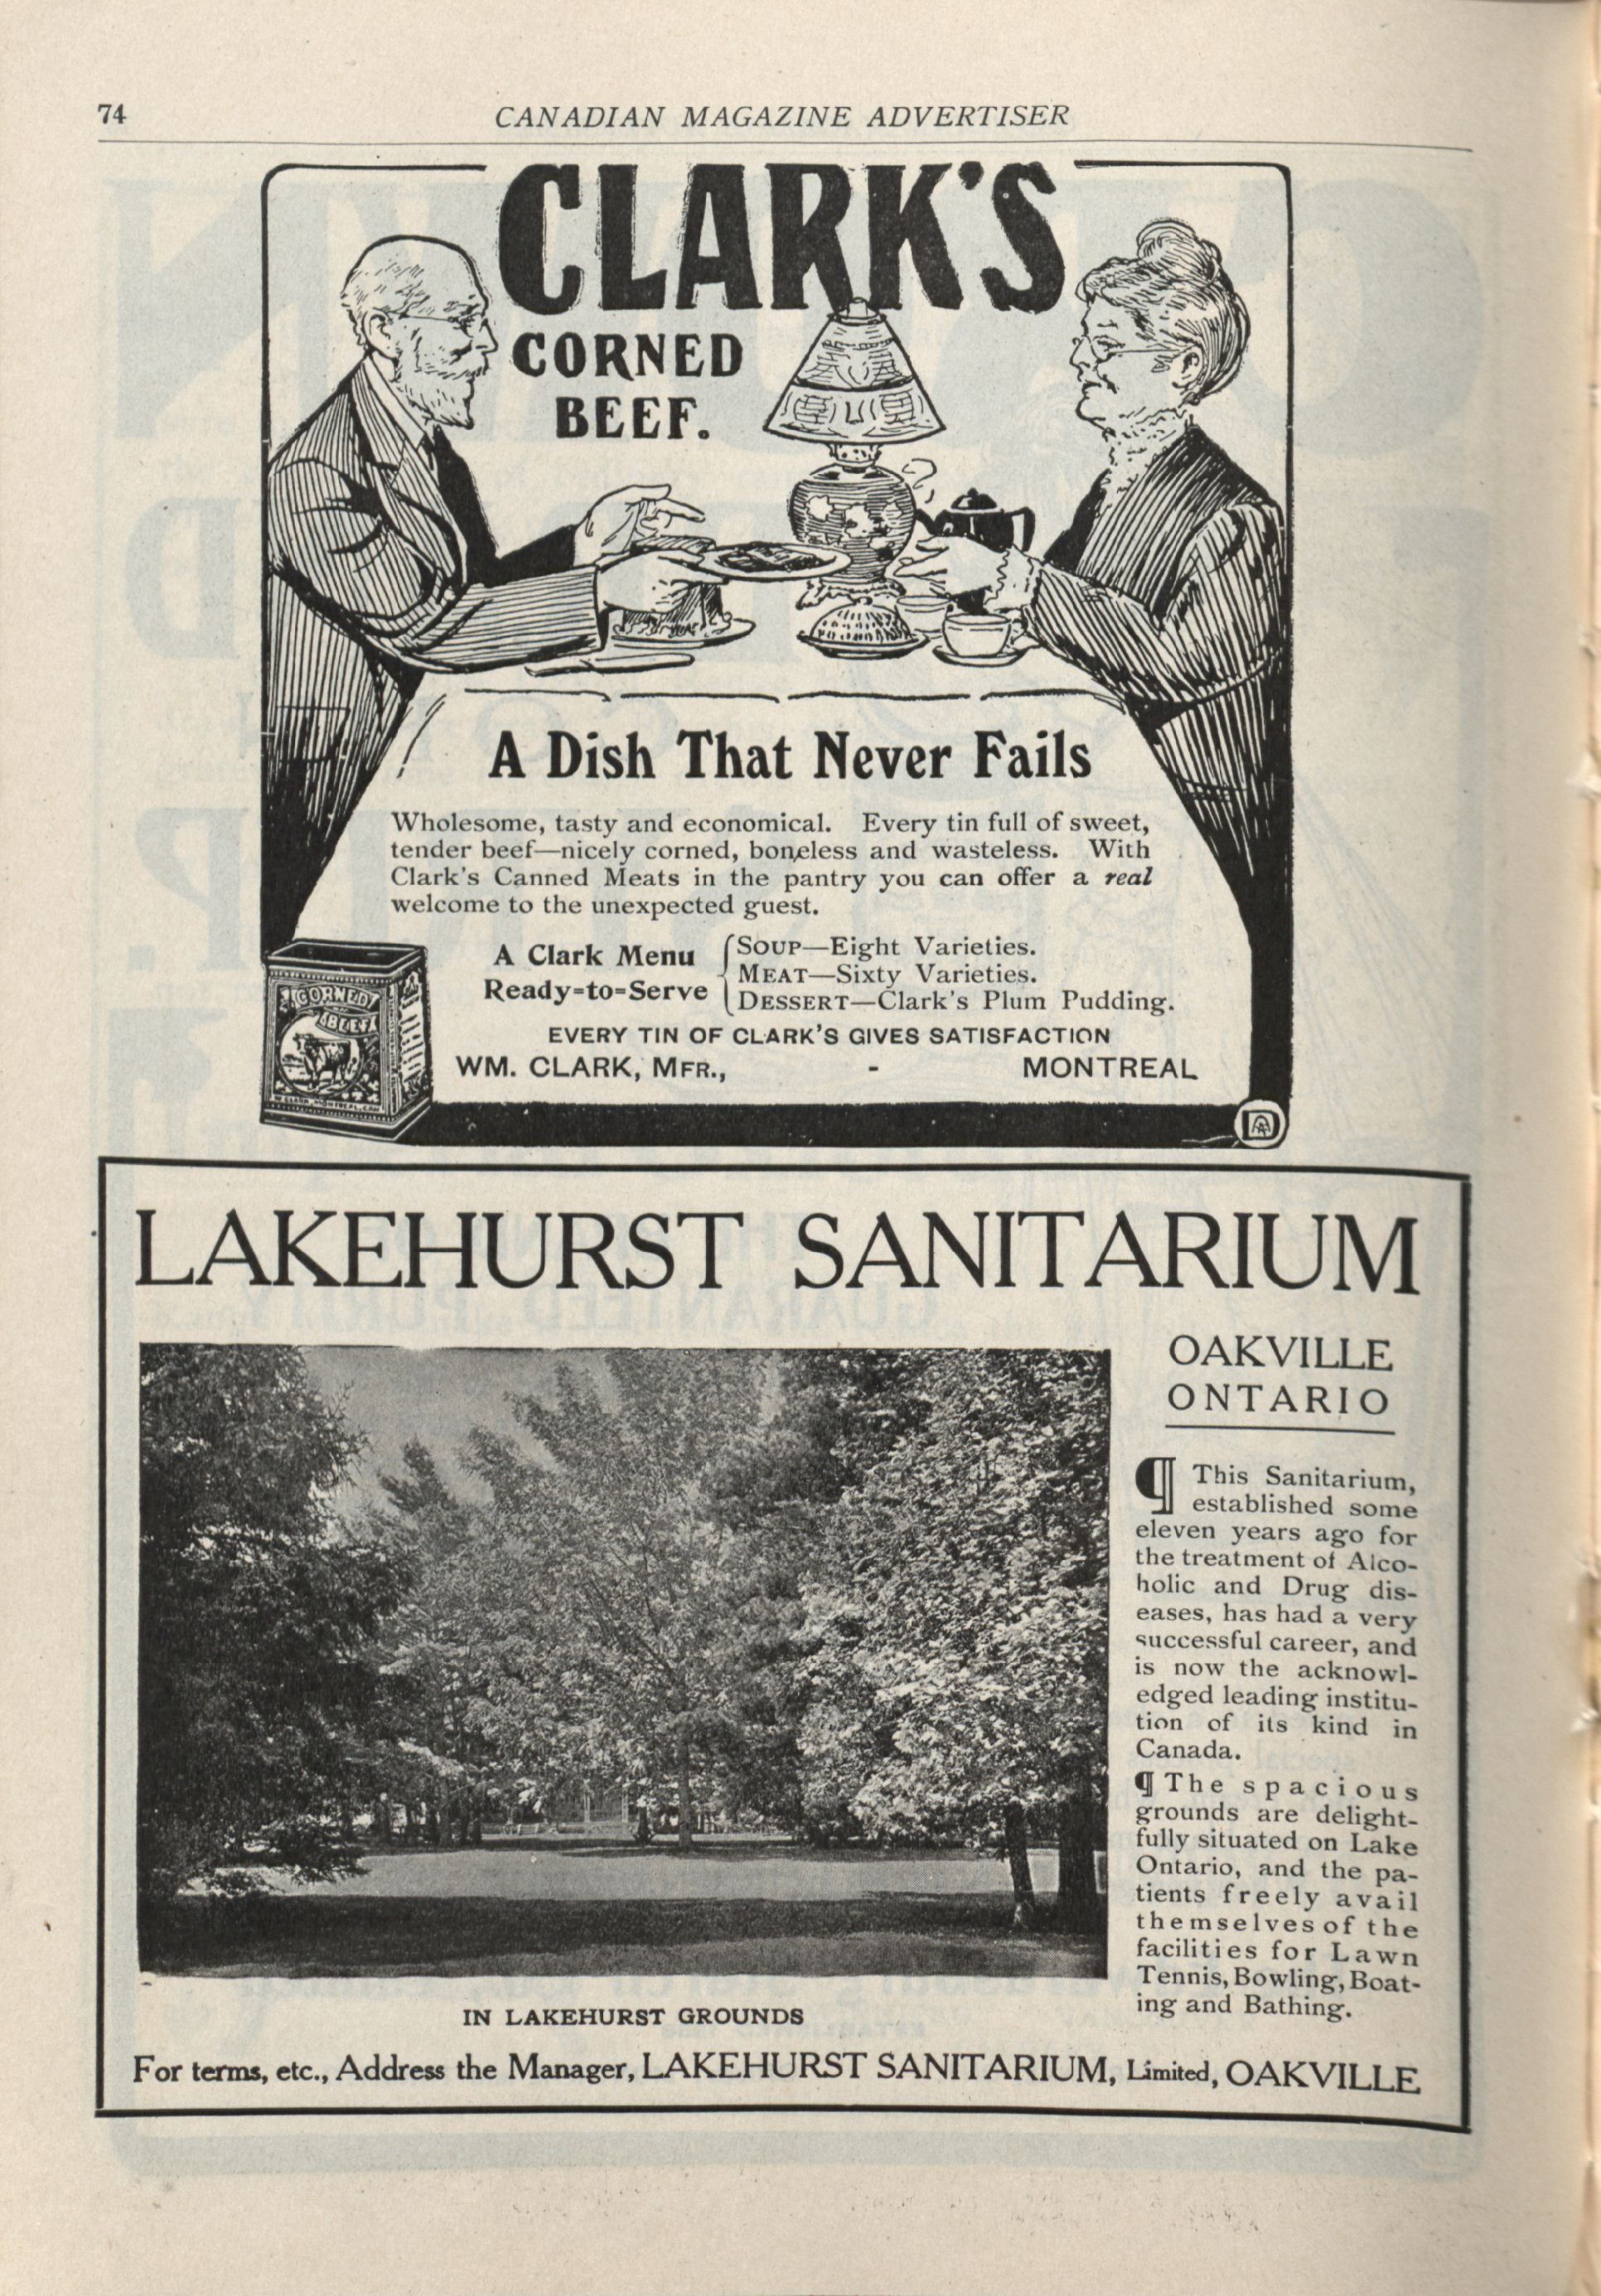 74
CANADIAN MAGAZINE ADVERTISER
CLARK'S
CORNED
BEEF.
A Dish That Never Fails
Wholesome, tasty and economical. Every tin full of sweet,
tender beef—nicely corned, boneless and wasteless. With
Clark's Canned Meats in the pantry you can offer a real
welcome to the unexpected guest.
A Clark Menu
Ready=to=Serve
SOUP—Eight Varieties.
MEAT—Sixty Varieties.
DESSERT—Clark's Plum Pudding.
EVERY TIN OF CLARK'S GIVES SATISFACTION
WM. CLARK, MFR., - MONTREAL
CORNED
BEEF
W. CLARK, MONTREAL, CAN.
LAKEHURST SANITARIUM
OAKVILLE
ONTARIO
¶ This Sanitarium,
established some
eleven years ago for
the treatment of Alco-
holic and Drug dis-
eases, has had a very
successful career, and
is now the acknowl-
edged leading institu-
tion of its kind in
Canada.
¶ The spacious
grounds are delight-
fully situated on Lake
Ontario, and the pa-
tients freely avail
themselves of the
facilities for Lawn
Tennis, Bowling, Boat-
ing and Bathing.
IN LAKEHURST GROUNDS
For terms, etc., Address the Manager, LAKEHURST SANITARIUM, Limited, OAKVILLE